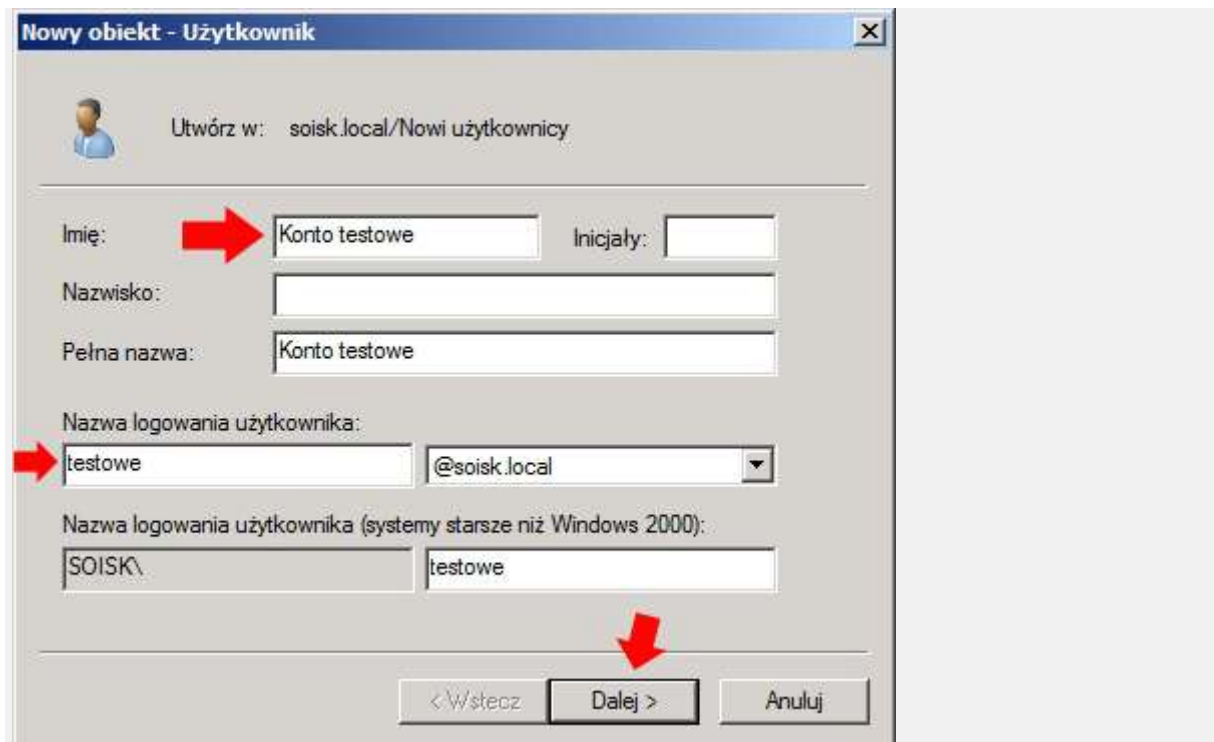 Nowy obiekt - Użytkownik
Utwórz w: soisk.local/Nowi użytkownicy
Imię: Konto testowe Inicjały:
Nazwisko:
Pełna nazwa: Konto testowe
Nazwa logowania użytkownika:
testowe @soisk.local
Nazwa logowania użytkownika (systemy starsze niż Windows 2000):
SOISK\ testowe
< Wstecz Dalej > Anuluj